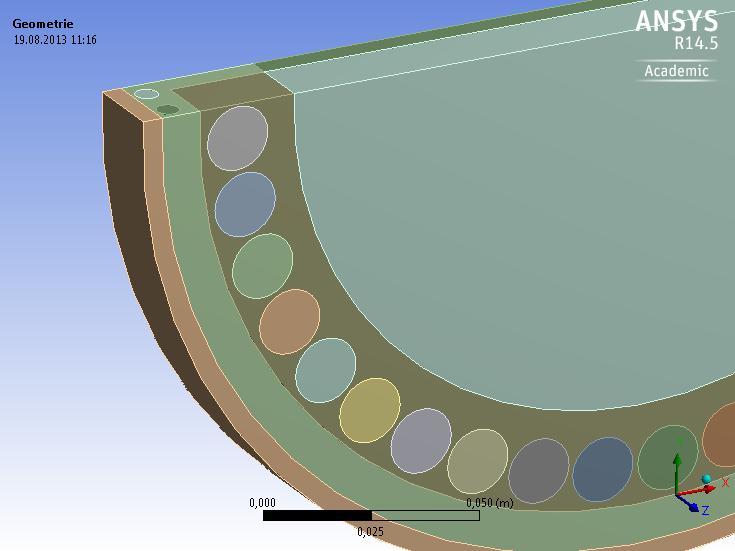 Geometrie
19.08.2013 11:16
ANSYS
R14.5
Academic
Y
X
Z
0,000
0,050 (m)
0,025